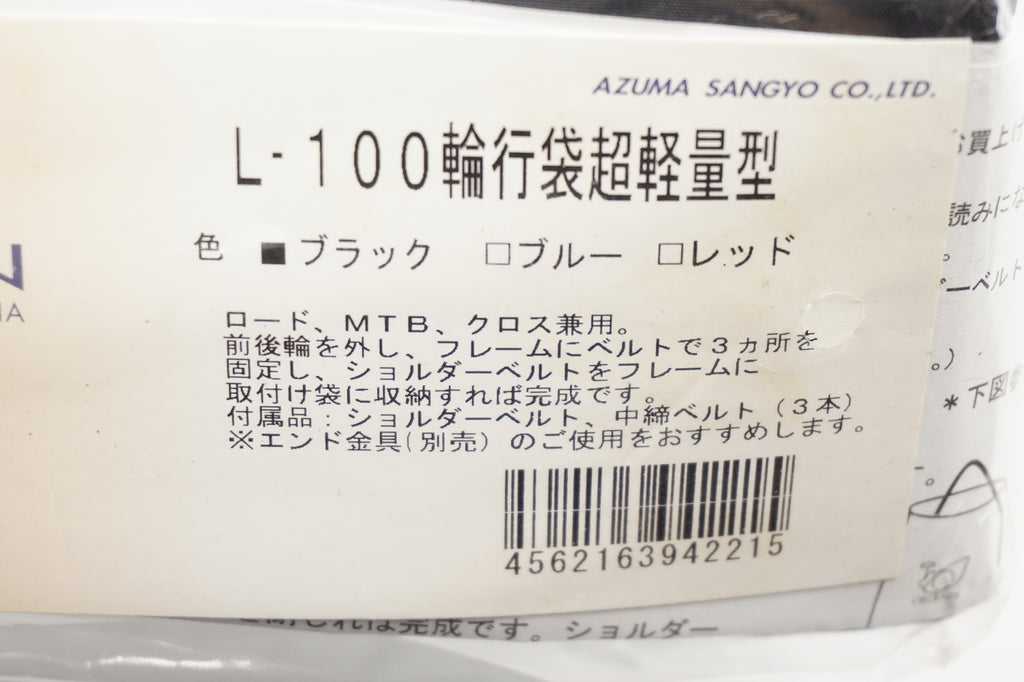 AZUMA SANGYO CO.,LTD.
L-100輪行袋超軽量型
色 ■ブラック □ブルー □レッド
ロード、MTB、クロス兼用。
前後輪を外し、フレームにベルトで3ヵ所を
固定し、ショルダーベルトをフレームに
取付け袋に収納すれば完成です。
付属品：ショルダーベルト、中締ベルト（3本）
※エンド金具(別売）のご使用をおすすめします。
4562163942215
お買上げ
読みにな
ーベルト
。)
＊下図
れば完成です。ショルダー